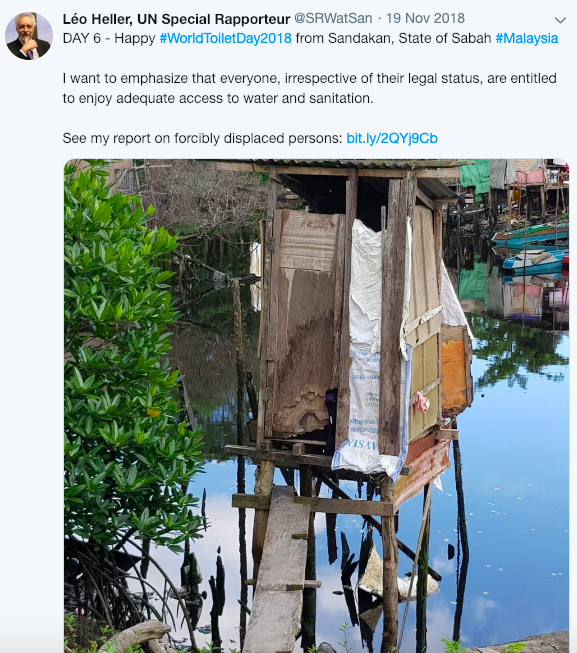 Léo Heller, UN Special Rapporteur @SRWatSan · 19 Nov 2018
DAY 6 - Happy #WorldToiletDay2018 from Sandakan, State of Sabah #Malaysia
I want to emphasize that everyone, irrespective of their legal status, are entitled
to enjoy adequate access to water and sanitation.
See my report on forcibly displaced persons: bit.ly/2QYj9Cb